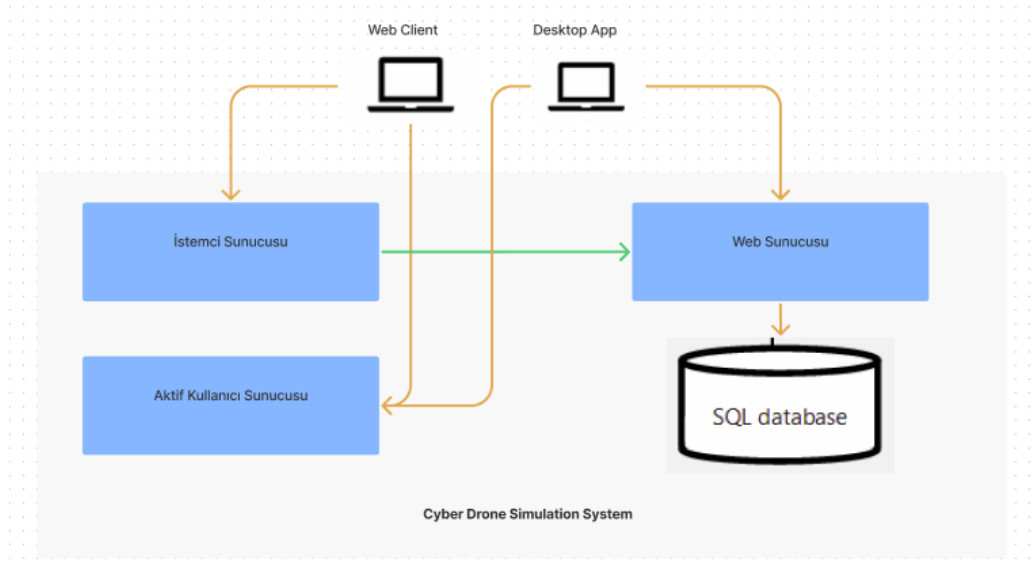 Web Client
Desktop App
İstemci Sunucusu
Web Sunucusu
Aktif Kullanıcı Sunucusu
SQL database
Cyber Drone Simulation System